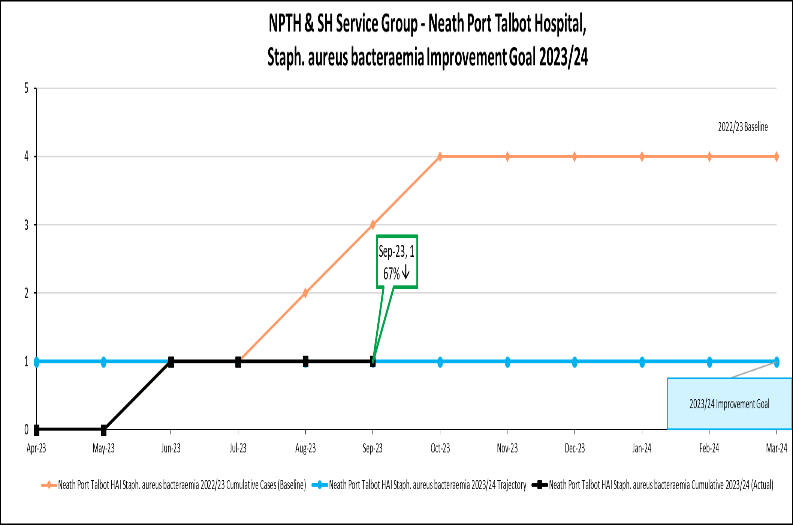 NPTH & SH Service Group - Neath Port Talbot Hospital,
Staph. aureus bacteraemia Improvement Goal 2023/24
5
2022/23 Baseline
4
3
Sep-23, 1
67%↓
2
1
2023/24 Improvement Goal
0
Apr-23 May-23 Jun-23 Jul-23 Aug-23 Sep-23 Oct-23 Nov-23 Dec-23 Jan-24 Feb-24 Mar-24
Neath Port Talbot HAI Staph. aureus bacteraemia 2022/23 Cumulative Cases (Baseline) Neath Port Talbot HAI Staph. aureus bacteraemia 2023/24 Trajectory Neath Port Talbot HAI Staph. aureus bacteraemia Cumulative 2023/24 (Actual)